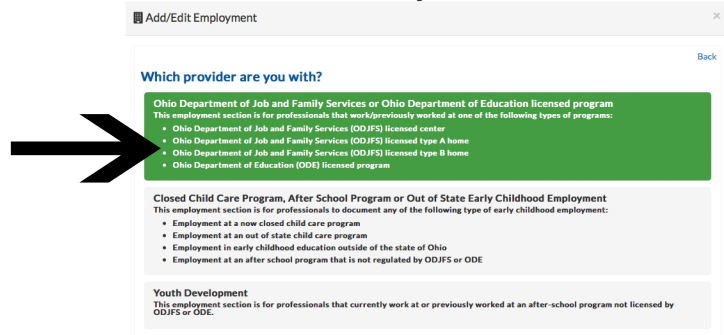 Add/Edit Employment
×
Back
Which provider are you with?
Ohio Department of Job and Family Services or Ohio Department of Education licensed program
This employment section is for professionals that work/previously worked at one of the following types of programs:
• Ohio Department of Job and Family Services (ODJFS) licensed center
• Ohio Department of Job and Family Services (ODJFS) licensed type A home
• Ohio Department of Job and Family Services (ODJFS) licensed type B home
• Ohio Department of Education (ODE) licensed program
Closed Child Care Program, After School Program or Out of State Early Childhood Employment
This employment section is for professionals to document any of the following type of early childhood employment:
• Employment at a now closed child care program
• Employment at an out of state child care program
• Employment in early childhood education outside of the state of Ohio
• Employment at an after school program that is not regulated by ODJFS or ODE
Youth Development
This employment section is for professionals that currently work at or previously worked at an after-school program not licensed by
ODJFS or ODE.